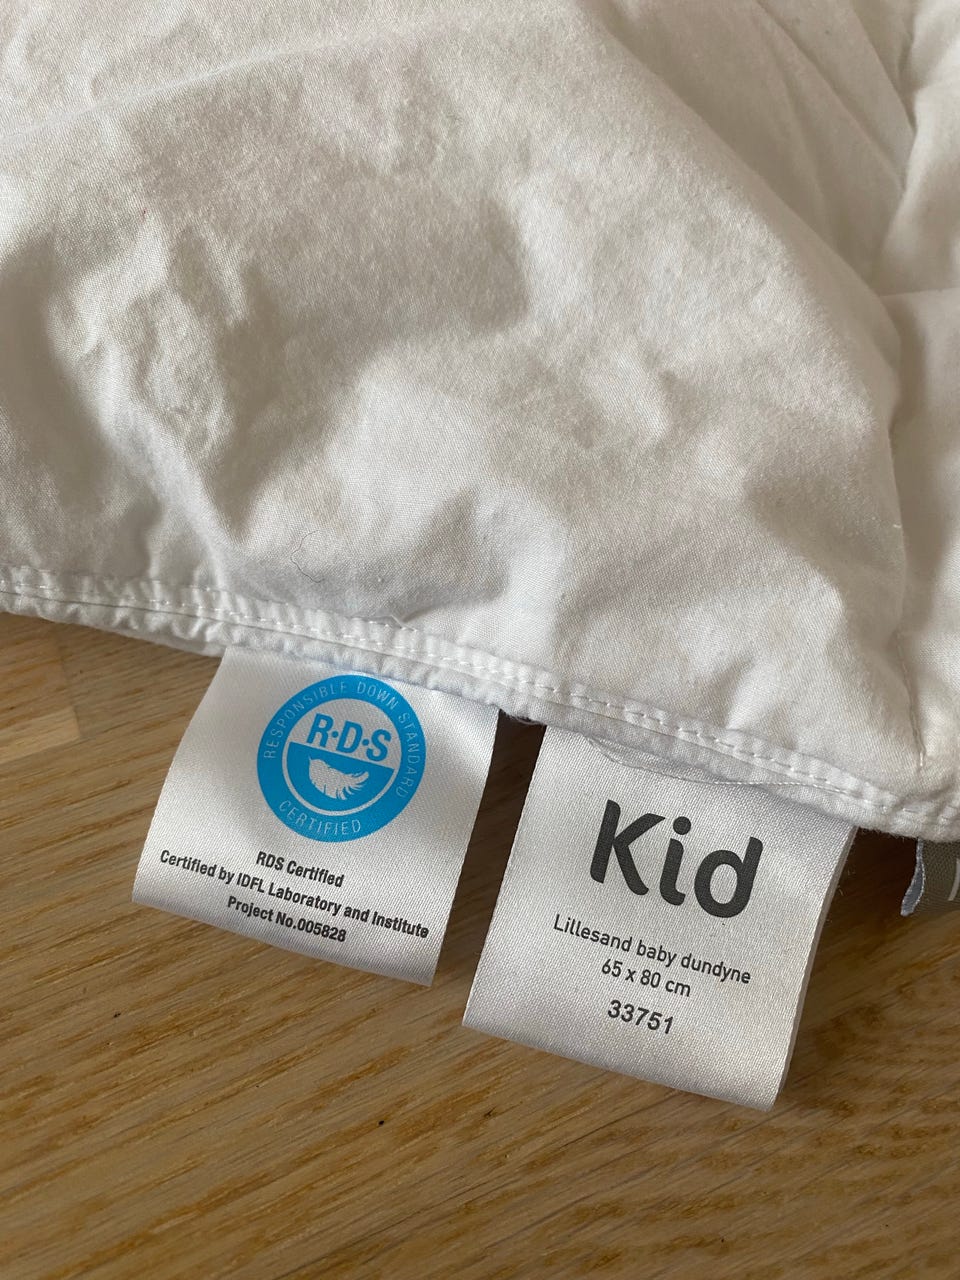 RESPONSIBLE DOWN STANDARD
R·D·S
CERTIFIED
RDS Certified
Certified by IDFL Laboratory and Institute
Project No.005828
Kid
Lillesand baby dundyne
65 x 80 cm
33751